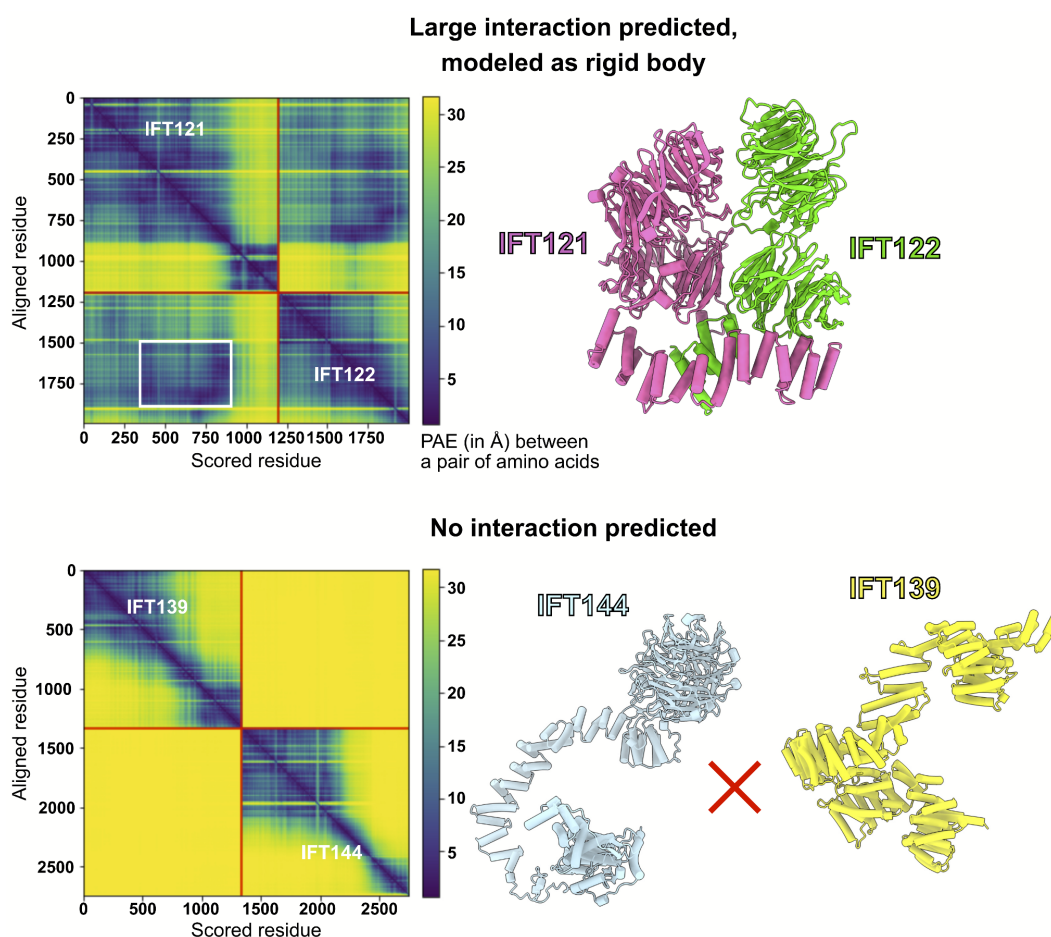 Large interaction predicted,
modeled as rigid body
0
250
500
750
1000
1250
1500
1750
Aligned residue
IFT121
IFT122
0 250 500 750 1000 1250 1500 1750
Scored residue
30
25
20
15
10
5
PAE (in Å) between
a pair of amino acids
IFT121
IFT122
No interaction predicted
0
500
1000
1500
2000
2500
Aligned residue
IFT139
IFT144
0 500 1000 1500 2000 2500
Scored residue
30
25
20
15
10
5
IFT144
IFT139